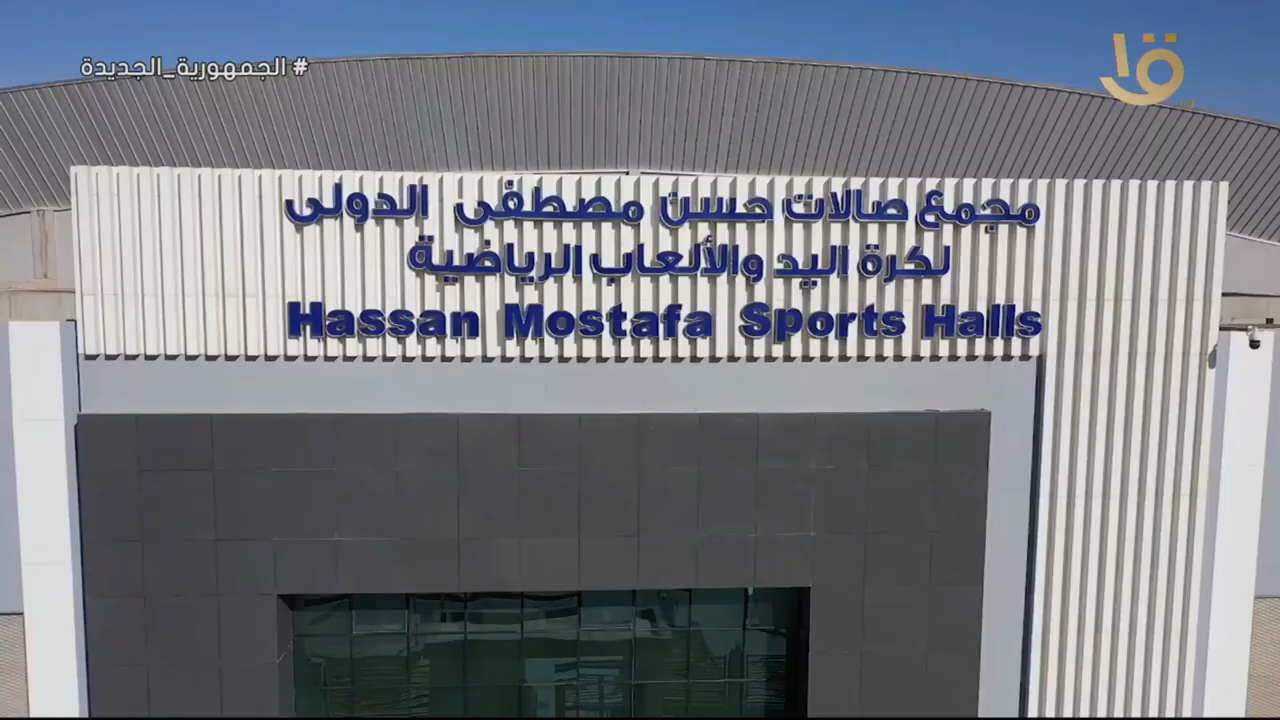 #الجمهورية_الجديدة
مجمع صالات حسن مصطفى الدولى
لكرة اليد والألعاب الرياضية
Hassan Mostafa Sports Halls